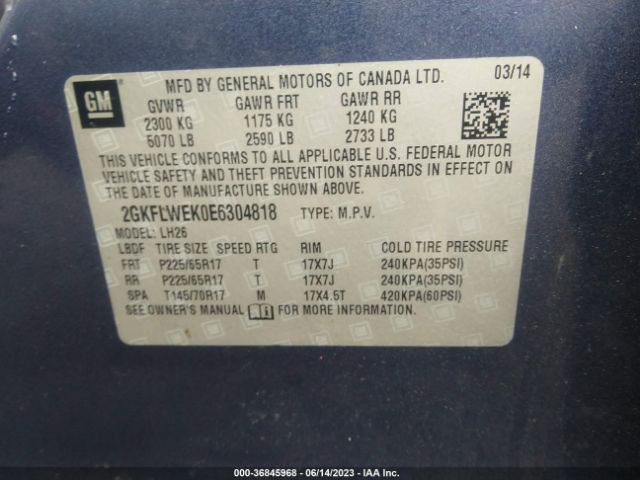 GM
MFD BY GENERAL MOTORS OF CANADA LTD. 03/14
GVWR GAWR FRT GAWR RR
2300 KG 1175 KG 1240 KG
5070 LB 2590 LB 2733 LB
THIS VEHICLE CONFORMS TO ALL APPLICABLE U.S. FEDERAL MOTOR
VEHICLE SAFETY AND THEFT PREVENTION STANDARDS IN EFFECT ON
THE DATE OF MANUFACTURE SHOWN ABOVE.
2GKFLWEK0E6304818 TYPE: M.P.V.
MODEL: LH26
LBDF TIRE SIZE SPEED RTG RIM COLD TIRE PRESSURE
FRT P225/65R17 T 17X7J 240KPA(35PSI)
RR P225/65R17 T 17X7J 240KPA(35PSI)
SPA T145/70R17 M 17X4.5T 420KPA(60PSI)
SEE OWNER'S MANUAL FOR MORE INFORMATION.
000-36845968 - 06/14/2023 - IAA Inc.